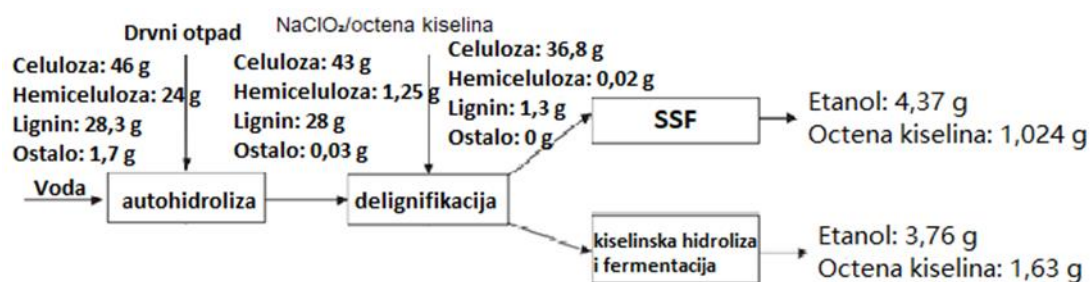 NaClO₂/octena kiselina
Drvni otpad
Celuloza: 46 g
Hemiceluloza: 24 g
Lignin: 28,3 g
Ostalo: 1,7 g
Celuloza: 43 g
Hemiceluloza: 1,25 g
Lignin: 28 g
Ostalo: 0,03 g
Celuloza: 36,8 g
Hemiceluloza: 0,02 g
Lignin: 1,3 g
Ostalo: 0 g
SSF
Etanol: 4,37 g
Octena kiselina: 1,024 g
Voda
autohidroliza
delignifikacija
kiselinska hidroliza
i fermentacija
Etanol: 3,76 g
Octena kiselina: 1,63 g